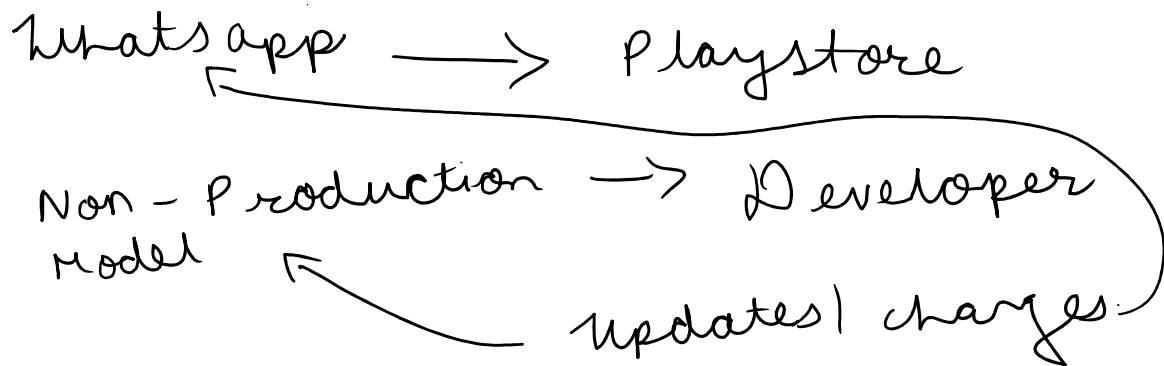 Whatsapp → Playstore
Non-Production → Developer
Model
Updates/ changes